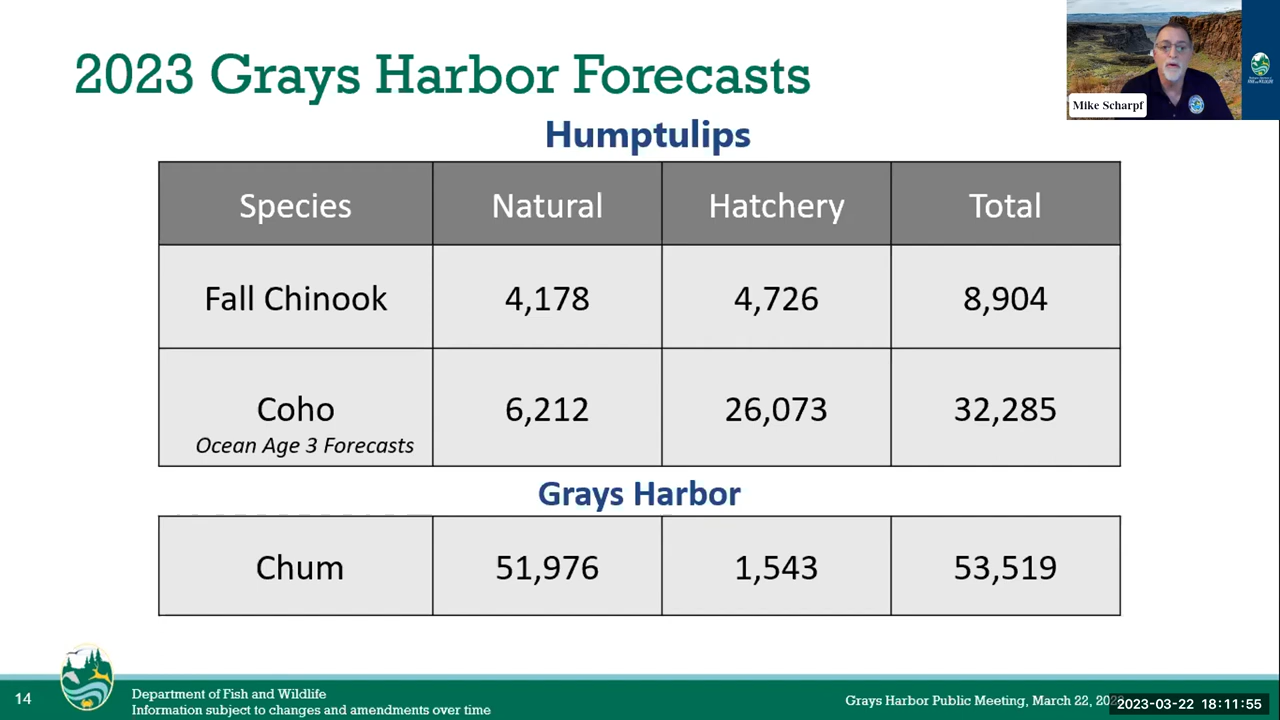 2023 Grays Harbor Forecasts
Mike Scharpf
Humptulips
Species Natural Hatchery Total
Fall Chinook 4,178 4,726 8,904
Coho 6,212 26,073 32,285
Ocean Age 3 Forecasts
Grays Harbor
Chum 51,976 1,543 53,519
14
Department of Fish and Wildlife
Information subject to changes and amendments over time
Grays Harbor Public Meeting, March 22,
2023-03-22 18:11:55